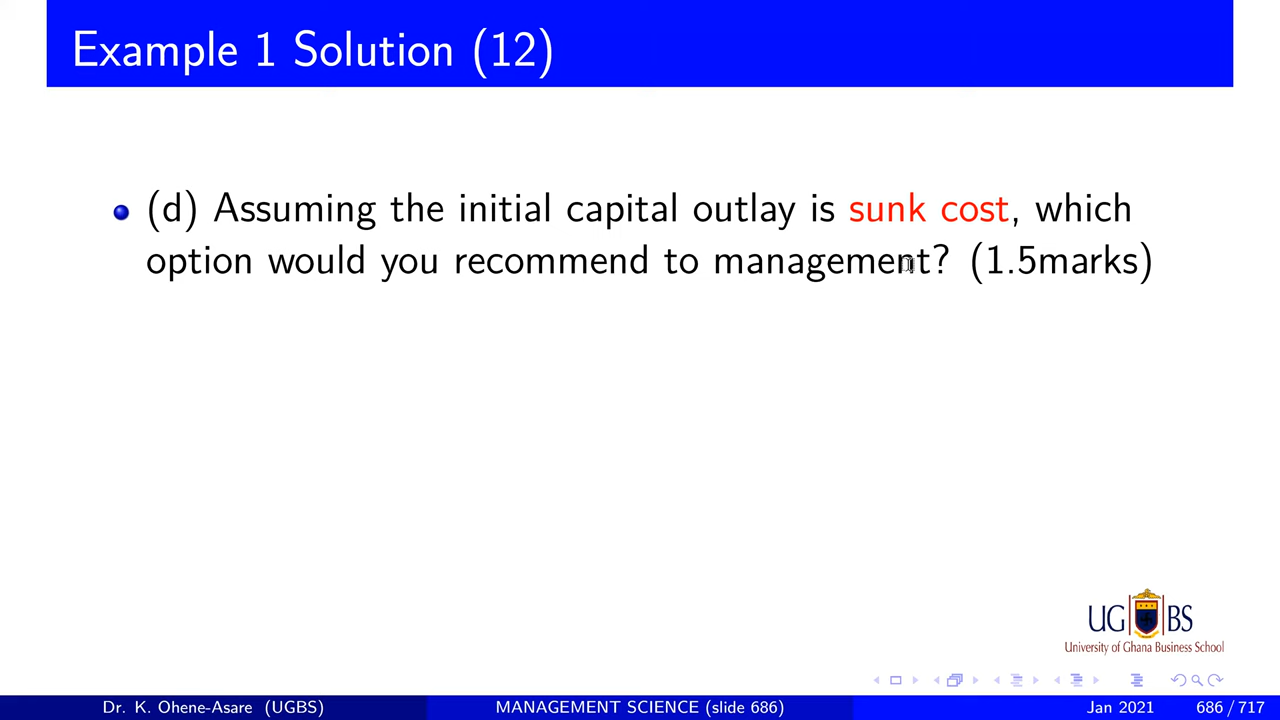 Example 1 Solution (12)
(d) Assuming the initial capital outlay is sunk cost, which
option would you recommend to management? (1.5marks)
UG BS
University of Ghana Business School
Dr. K. Ohene-Asare (UGBS)
MANAGEMENT SCIENCE (slide 686)
Jan 2021
686 / 717